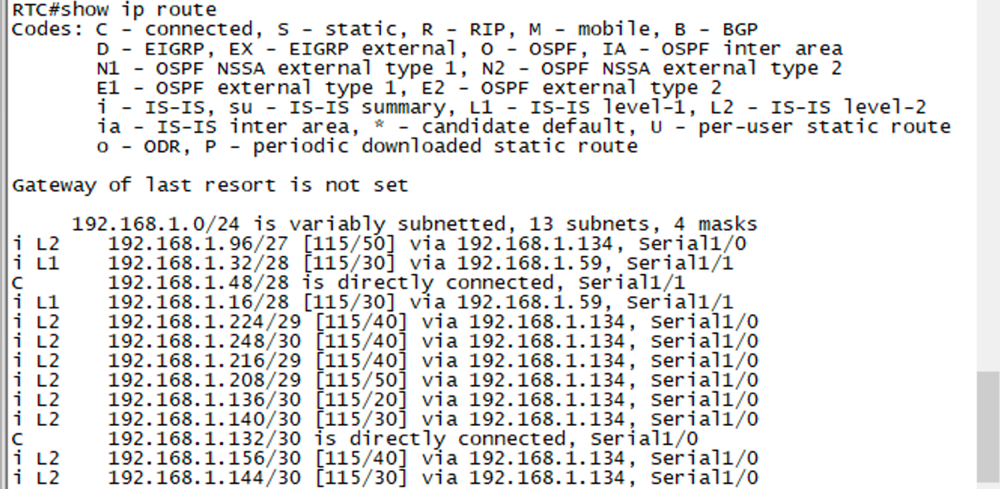 RTC#show ip route
Codes: C - connected, S - static, R - RIP, M - mobile, B - BGP
       D - EIGRP, EX - EIGRP external, O - OSPF, IA - OSPF inter area
       N1 - OSPF NSSA external type 1, N2 - OSPF NSSA external type 2
       E1 - OSPF external type 1, E2 - OSPF external type 2
       i - IS-IS, su - IS-IS summary, L1 - IS-IS level-1, L2 - IS-IS level-2
       ia - IS-IS inter area, * - candidate default, U - per-user static route
       o - ODR, P - periodic downloaded static route

Gateway of last resort is not set

     192.168.1.0/24 is variably subnetted, 13 subnets, 4 masks
i L2    192.168.1.96/27 [115/50] via 192.168.1.134, Serial1/0
i L1    192.168.1.32/28 [115/30] via 192.168.1.59, Serial1/1
C       192.168.1.48/28 is directly connected, Serial1/1
i L1    192.168.1.16/28 [115/30] via 192.168.1.59, Serial1/1
i L2    192.168.1.224/29 [115/40] via 192.168.1.134, Serial1/0
i L2    192.168.1.248/30 [115/40] via 192.168.1.134, Serial1/0
i L2    192.168.1.216/29 [115/40] via 192.168.1.134, Serial1/0
i L2    192.168.1.208/29 [115/50] via 192.168.1.134, Serial1/0
i L2    192.168.1.136/30 [115/20] via 192.168.1.134, Serial1/0
i L2    192.168.1.140/30 [115/30] via 192.168.1.134, Serial1/0
C       192.168.1.132/30 is directly connected, Serial1/0
i L2    192.168.1.156/30 [115/40] via 192.168.1.134, Serial1/0
i L2    192.168.1.144/30 [115/30] via 192.168.1.134, Serial1/0